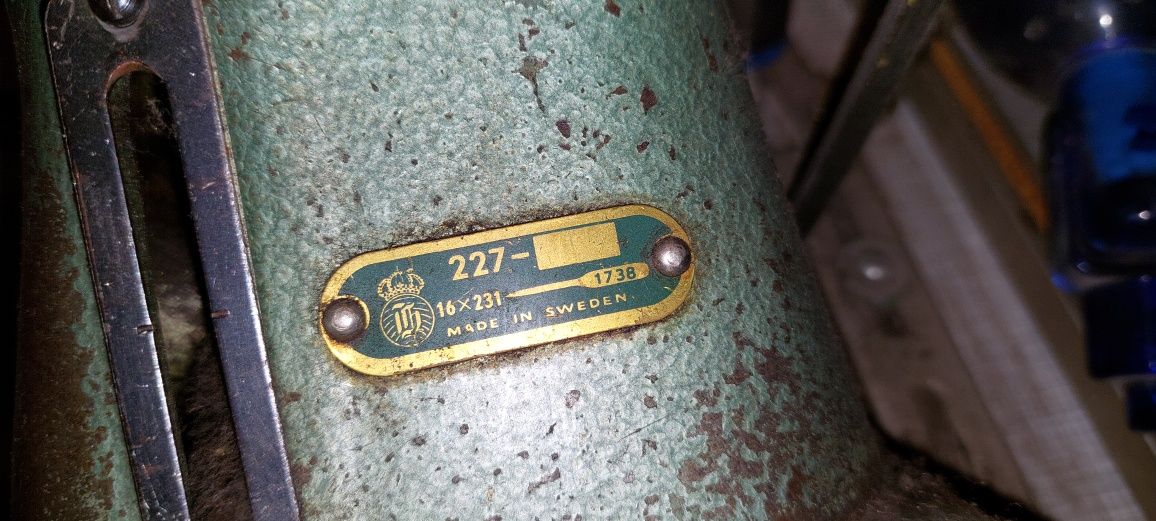 227-
16×231 1738
MADE IN SWEDEN.